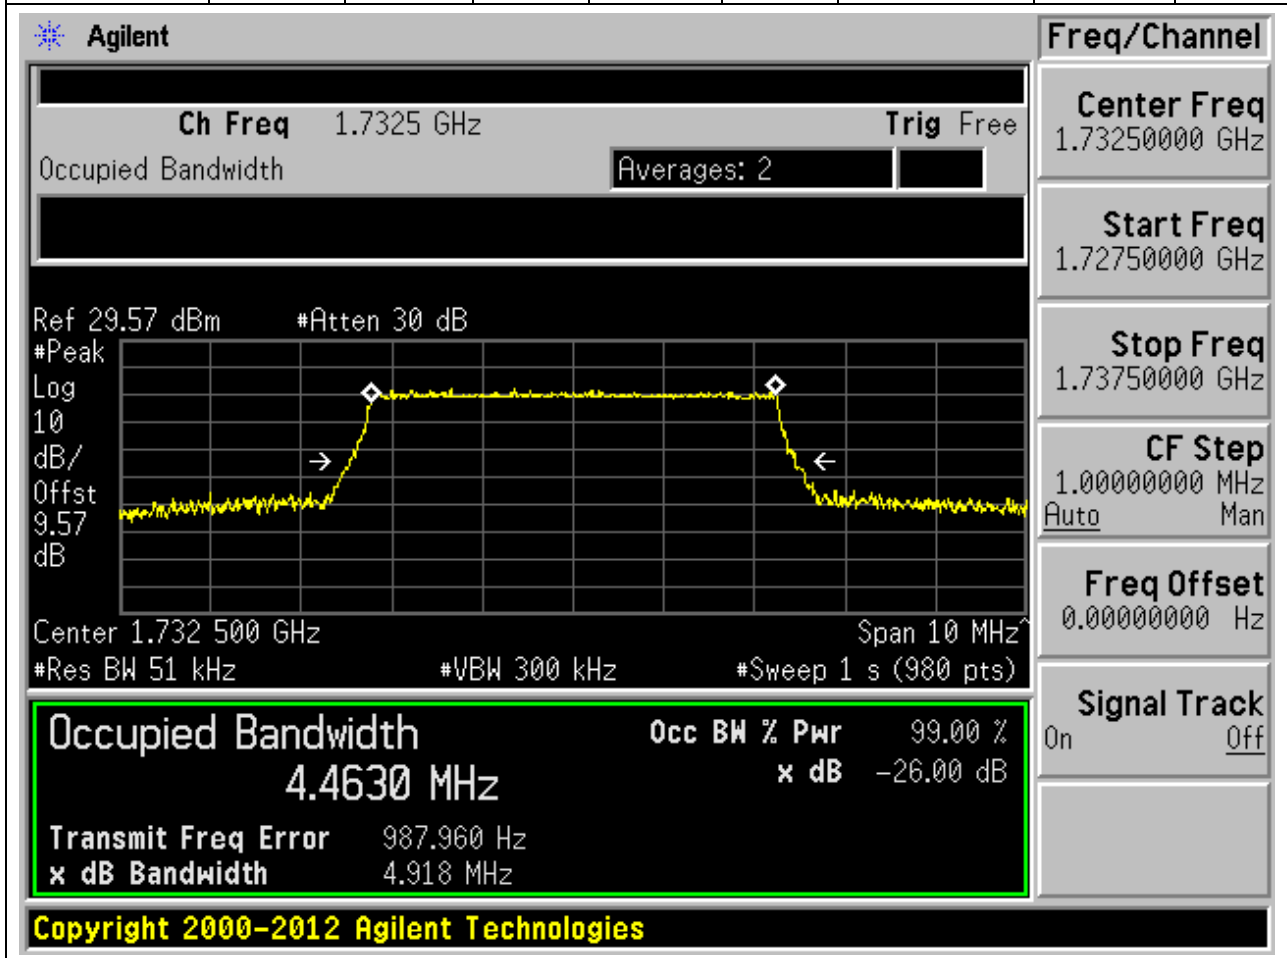 Agilent
Freq/Channel
Ch Freq 1.7325 GHz Trig Free
Occupied Bandwidth Averages: 2
Center Freq
1.73250000 GHz
Start Freq
1.72750000 GHz
Stop Freq
1.73750000 GHz
CF Step
1.00000000 MHz
Auto Man
Freq Offset
0.00000000 Hz
Signal Track
On Off
Ref 29.57 dBm #Atten 30 dB
#Peak
Log
10
dB/
Offst
9.57
dB
Center 1.732 500 GHz Span 10 MHz^
#Res BW 51 kHz #VBW 300 kHz #Sweep 1 s (980 pts)
Occupied Bandwidth Occ BW % Pwr 99.00 %
4.4630 MHz x dB -26.00 dB
Transmit Freq Error 987.960 Hz
x dB Bandwidth 4.918 MHz
Copyright 2000-2012 Agilent Technologies